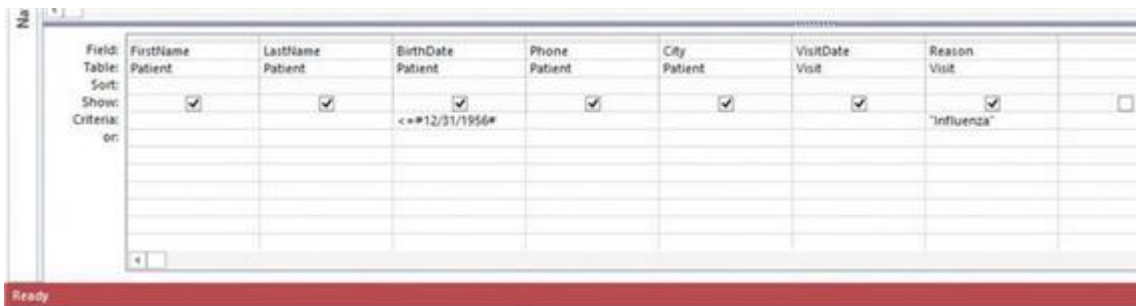 Na
Field: FirstName LastName BirthDate Phone City VisitDate Reason
Table: Patient Patient Patient Patient Patient Visit Visit
Sort:
Show:
Criteria: <=#12/31/1956# "Influenza"
or:
Ready